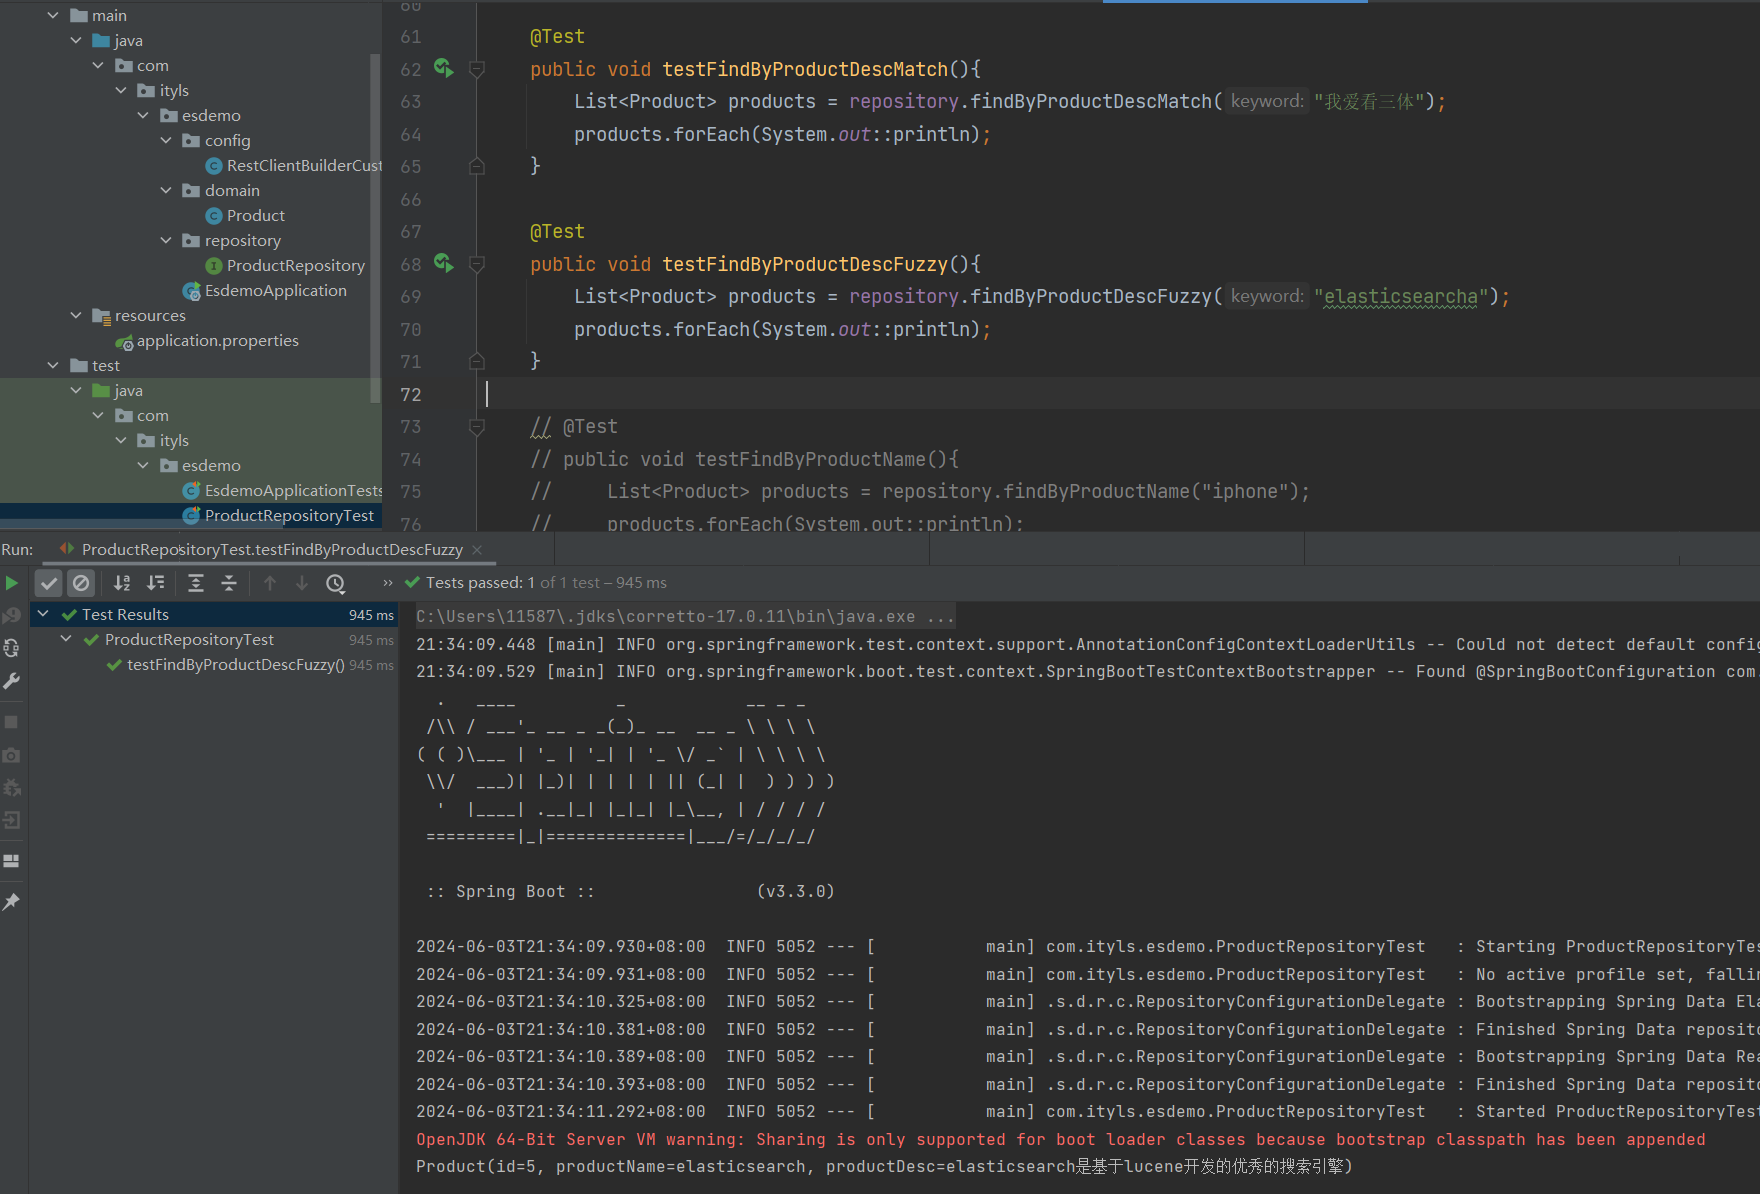 main
java
com
ityls
esdemo
config
RestClientBuilderCust
domain
Product
repository
ProductRepository
EsdemoApplication
resources
application.properties
test
java
com
ityls
esdemo
EsdemoApplicationTests
ProductRepositoryTest
60
61 @Test
62 public void testFindByProductDescMatch(){
63 List<Product> products = repository.findByProductDescMatch( keyword: "我爱看三体");
64 products.forEach(System.out::println);
65 }
66
67 @Test
68 public void testFindByProductDescFuzzy(){
69 List<Product> products = repository.findByProductDescFuzzy( keyword: "elasticsearcha");
70 products.forEach(System.out::println);
71 }
72
73 // @Test
74 // public void testFindByProductName(){
75 // List<Product> products = repository.findByProductName("iphone");
76 // products.forEach(System.out::println);
Run: ProductRepositoryTest.testFindByProductDescFuzzy
Tests passed: 1 of 1 test – 945 ms
Test Results 945 ms
ProductRepositoryTest 945 ms
testFindByProductDescFuzzy() 945 ms
C:\Users\11587\.jdks\corretto-17.0.11\bin\java.exe ...
21:34:09.448 [main] INFO org.springframework.test.context.support.AnnotationConfigContextLoaderUtils -- Could not detect default config
21:34:09.529 [main] INFO org.springframework.boot.test.context.SpringBootTestContextBootstrapper -- Found @SpringBootConfiguration com.
  .   ____          _            __ _ _
 /\\ / ___'_ __ _ _(_)_ __  __ _ \ \ \ \
( ( )\___ | '_ | '_| | '_ \/ _` | \ \ \ \
 \\/  ___)| |_)| | | | | || (_| |  ) ) ) )
  '  |____| .__|_| |_|_| |_\__, | / / / /
 =========|_|==============|___/=/_/_/_/
:: Spring Boot :: (v3.3.0)
2024-06-03T21:34:09.930+08:00 INFO 5052 --- [ main] com.ityls.esdemo.ProductRepositoryTest : Starting ProductRepositoryTes
2024-06-03T21:34:09.931+08:00 INFO 5052 --- [ main] com.ityls.esdemo.ProductRepositoryTest : No active profile set, fallin
2024-06-03T21:34:10.325+08:00 INFO 5052 --- [ main] .s.d.r.c.RepositoryConfigurationDelegate : Bootstrapping Spring Data Ela
2024-06-03T21:34:10.381+08:00 INFO 5052 --- [ main] .s.d.r.c.RepositoryConfigurationDelegate : Finished Spring Data reposito
2024-06-03T21:34:10.389+08:00 INFO 5052 --- [ main] .s.d.r.c.RepositoryConfigurationDelegate : Bootstrapping Spring Data Rea
2024-06-03T21:34:10.393+08:00 INFO 5052 --- [ main] .s.d.r.c.RepositoryConfigurationDelegate : Finished Spring Data reposito
2024-06-03T21:34:11.292+08:00 INFO 5052 --- [ main] com.ityls.esdemo.ProductRepositoryTest : Started ProductRepositoryTest
OpenJDK 64-Bit Server VM warning: Sharing is only supported for boot loader classes because bootstrap classpath has been appended
Product(id=5, productName=elasticsearch, productDesc=elasticsearch是基于lucene开发的优秀的搜索引擎)